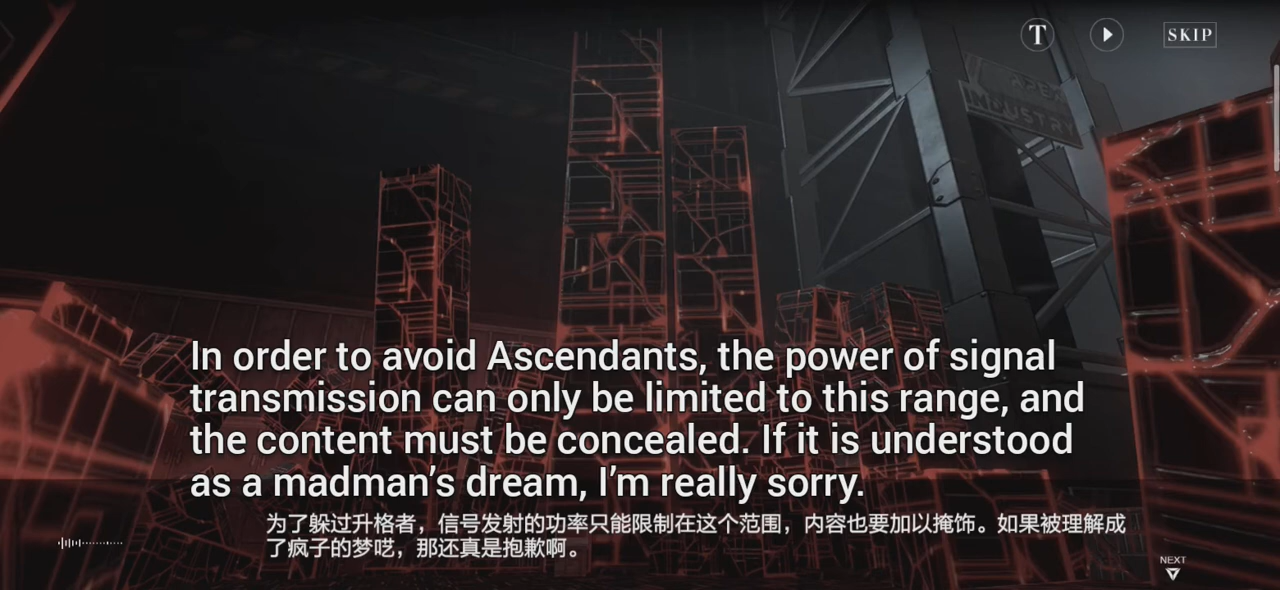 T
SKIP
APEX
INDUSTRY
In order to avoid Ascendants, the power of signal
transmission can only be limited to this range, and
the content must be concealed. If it is understood
as a madman’s dream, I’m really sorry.
为了躲过升格者，信号发射的功率只能限制在这个范围，内容也要加以掩饰。如果被理解成
了疯子的梦呓，那还真是抱歉啊。
NEXT